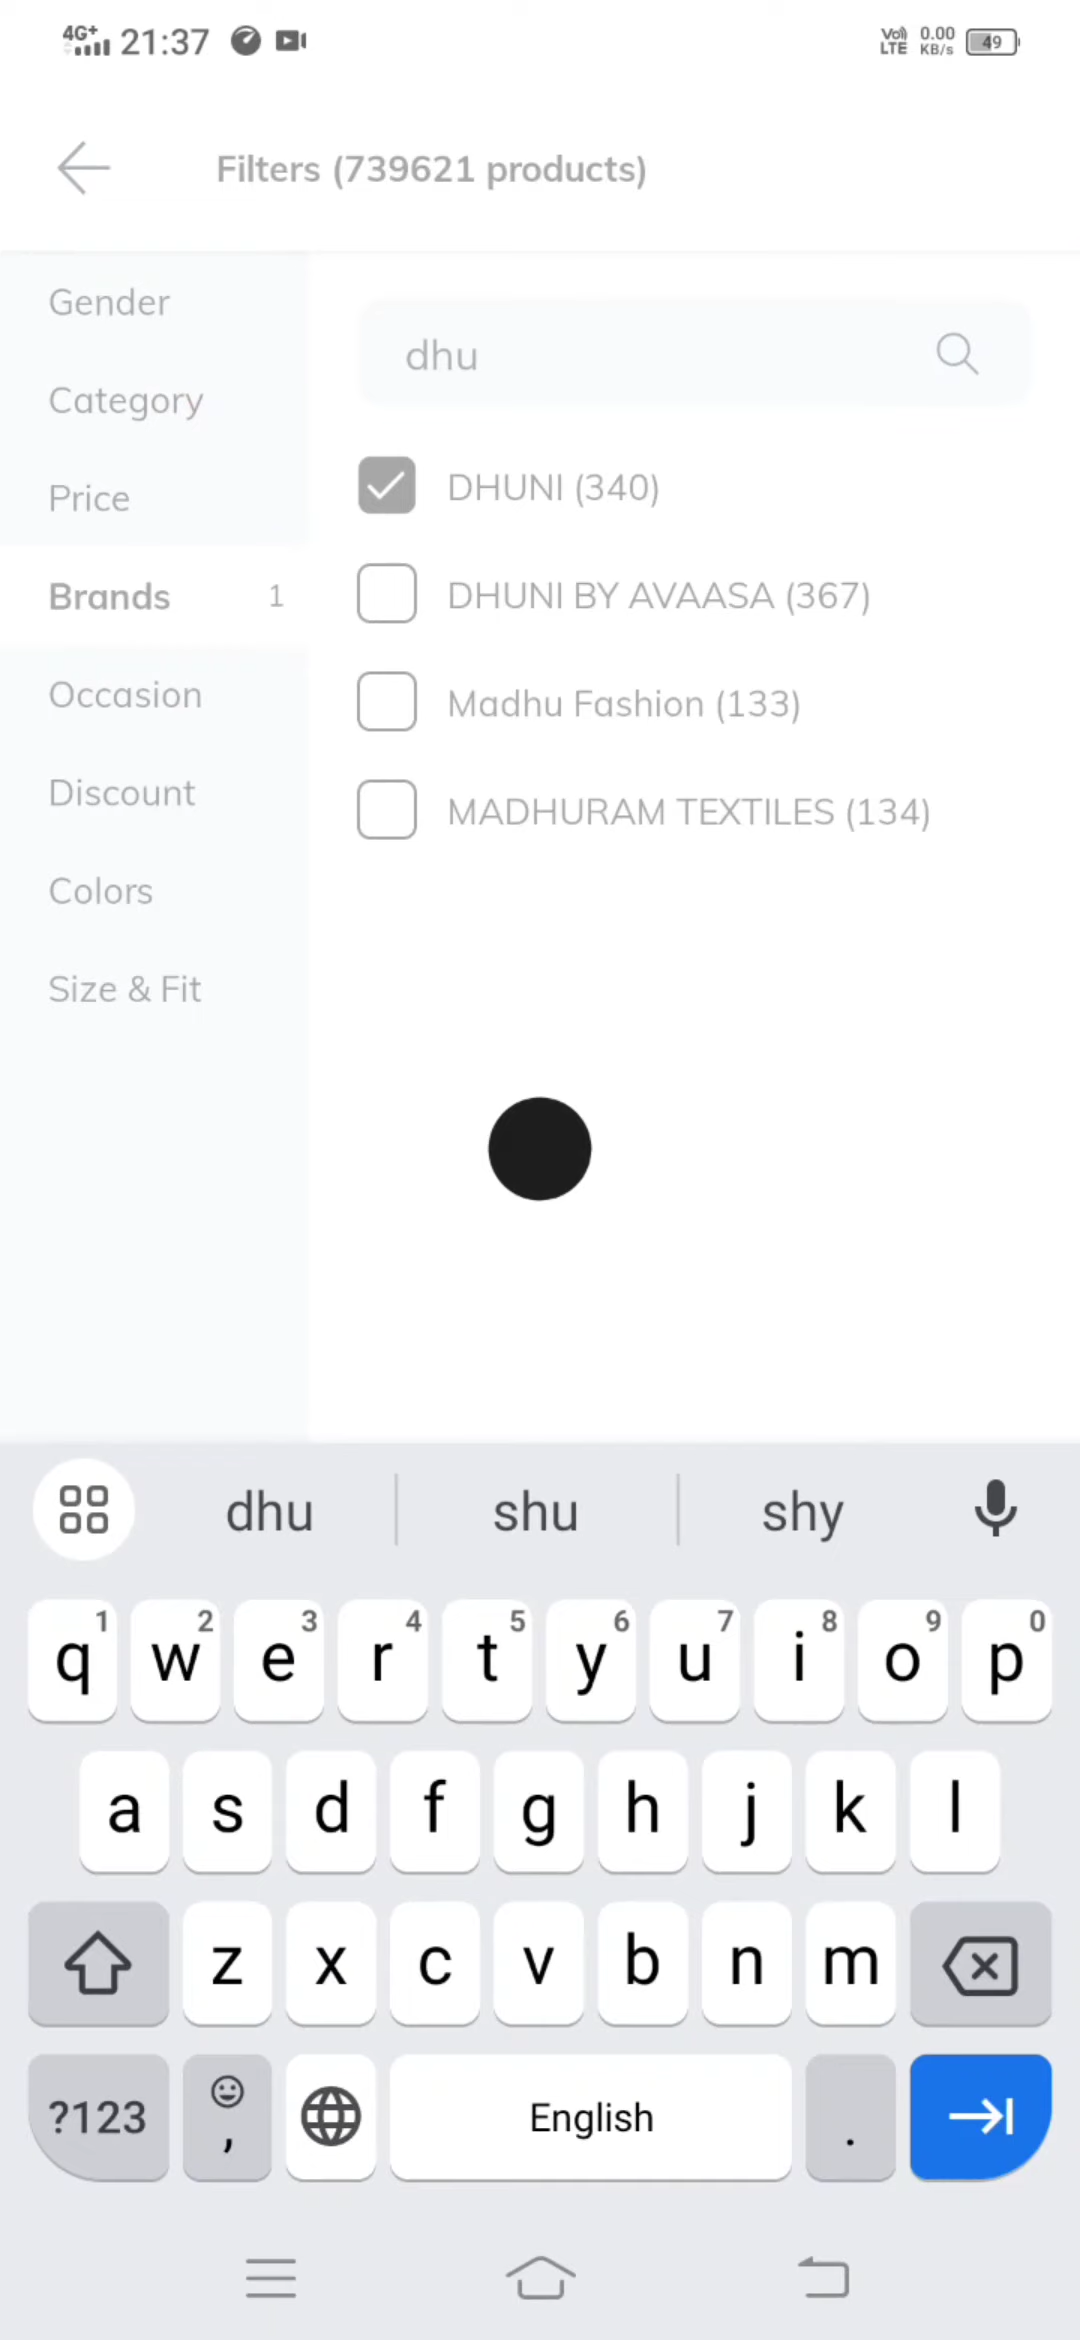 4G+ 21:37 Vo) LTE 0.00 KB/s 49
Filters (739621 products)
Gender
Category
Price
Brands 1
Occasion
Discount
Colors
Size & Fit
dhu
DHUNI (340)
DHUNI BY AVAASA (367)
Madhu Fashion (133)
MADHURAM TEXTILES (134)
dhu shu shy
q1 w2 e3 r4 t5 y6 u7 i8 o9 p0
a s d f g h j k l
z x c v b n m
?123 , English .